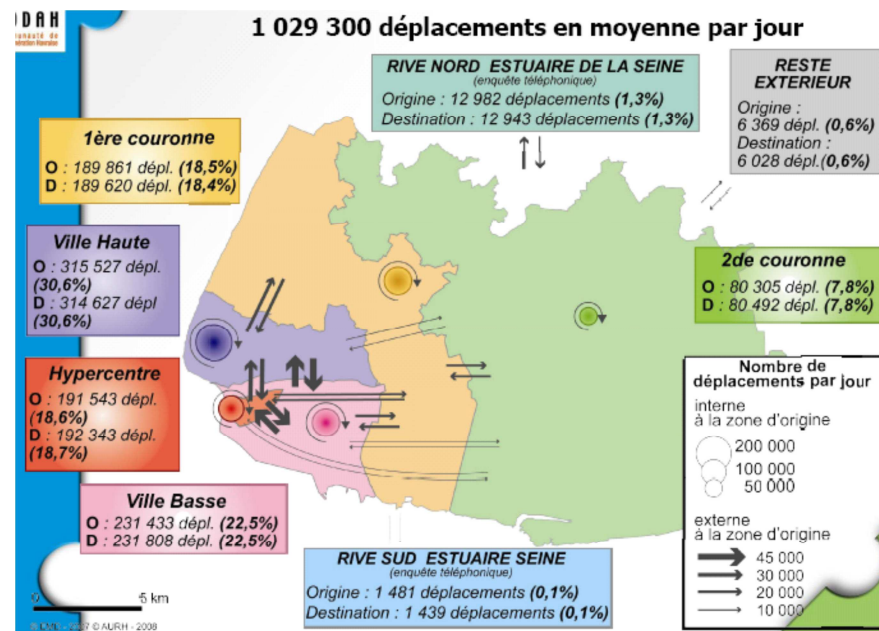 ODAH
1 029 300 déplacements en moyenne par jour
RIVE NORD ESTUAIRE DE LA SEINE
(enquête téléphonique)
Origine : 12 982 déplacements (1,3%)
Destination : 12 943 déplacements (1,3%)
RESTE
EXTERIEUR
Origine :
6 369 dépl. (0,6%)
Destination :
6 028 dépl.(0,6%)
1ère couronne
O : 189 861 dépl. (18,5%)
D : 189 620 dépl. (18,4%)
Ville Haute
O : 315 527 dépl.
(30,6%)
D : 314 627 dépl
(30,6%)
2de couronne
O : 80 305 dépl. (7,8%)
D : 80 492 dépl. (7,8%)
Hypercentre
O : 191 543 dépl.
(18,6%)
D : 192 343 dépl.
(18,7%)
Ville Basse
O : 231 433 dépl. (22,5%)
D : 231 808 dépl. (22,5%)
RIVE SUD ESTUAIRE SEINE
(enquête téléphonique)
Origine : 1 481 déplacements (0,1%)
Destination : 1 439 déplacements (0,1%)
Nombre de
déplacements par jour
interne
à la zone d'origine
200 000
100 000
50 000
externe
à la zone d'origine
45 000
30 000
20 000
10 000
0 5 km
© AURH - 2008